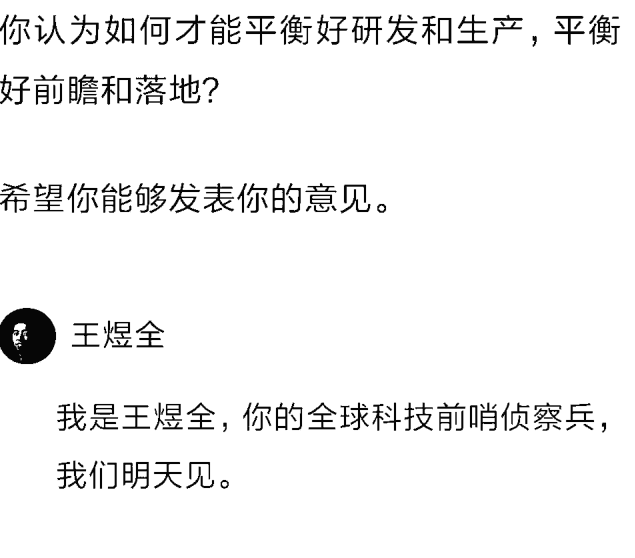 你认为如何才能平衡好研发和生产，平衡
好前瞻和落地？
希望你能够发表你的意见。
王煜全
我是王煜全，你的全球科技前哨侦察兵，
我们明天见。